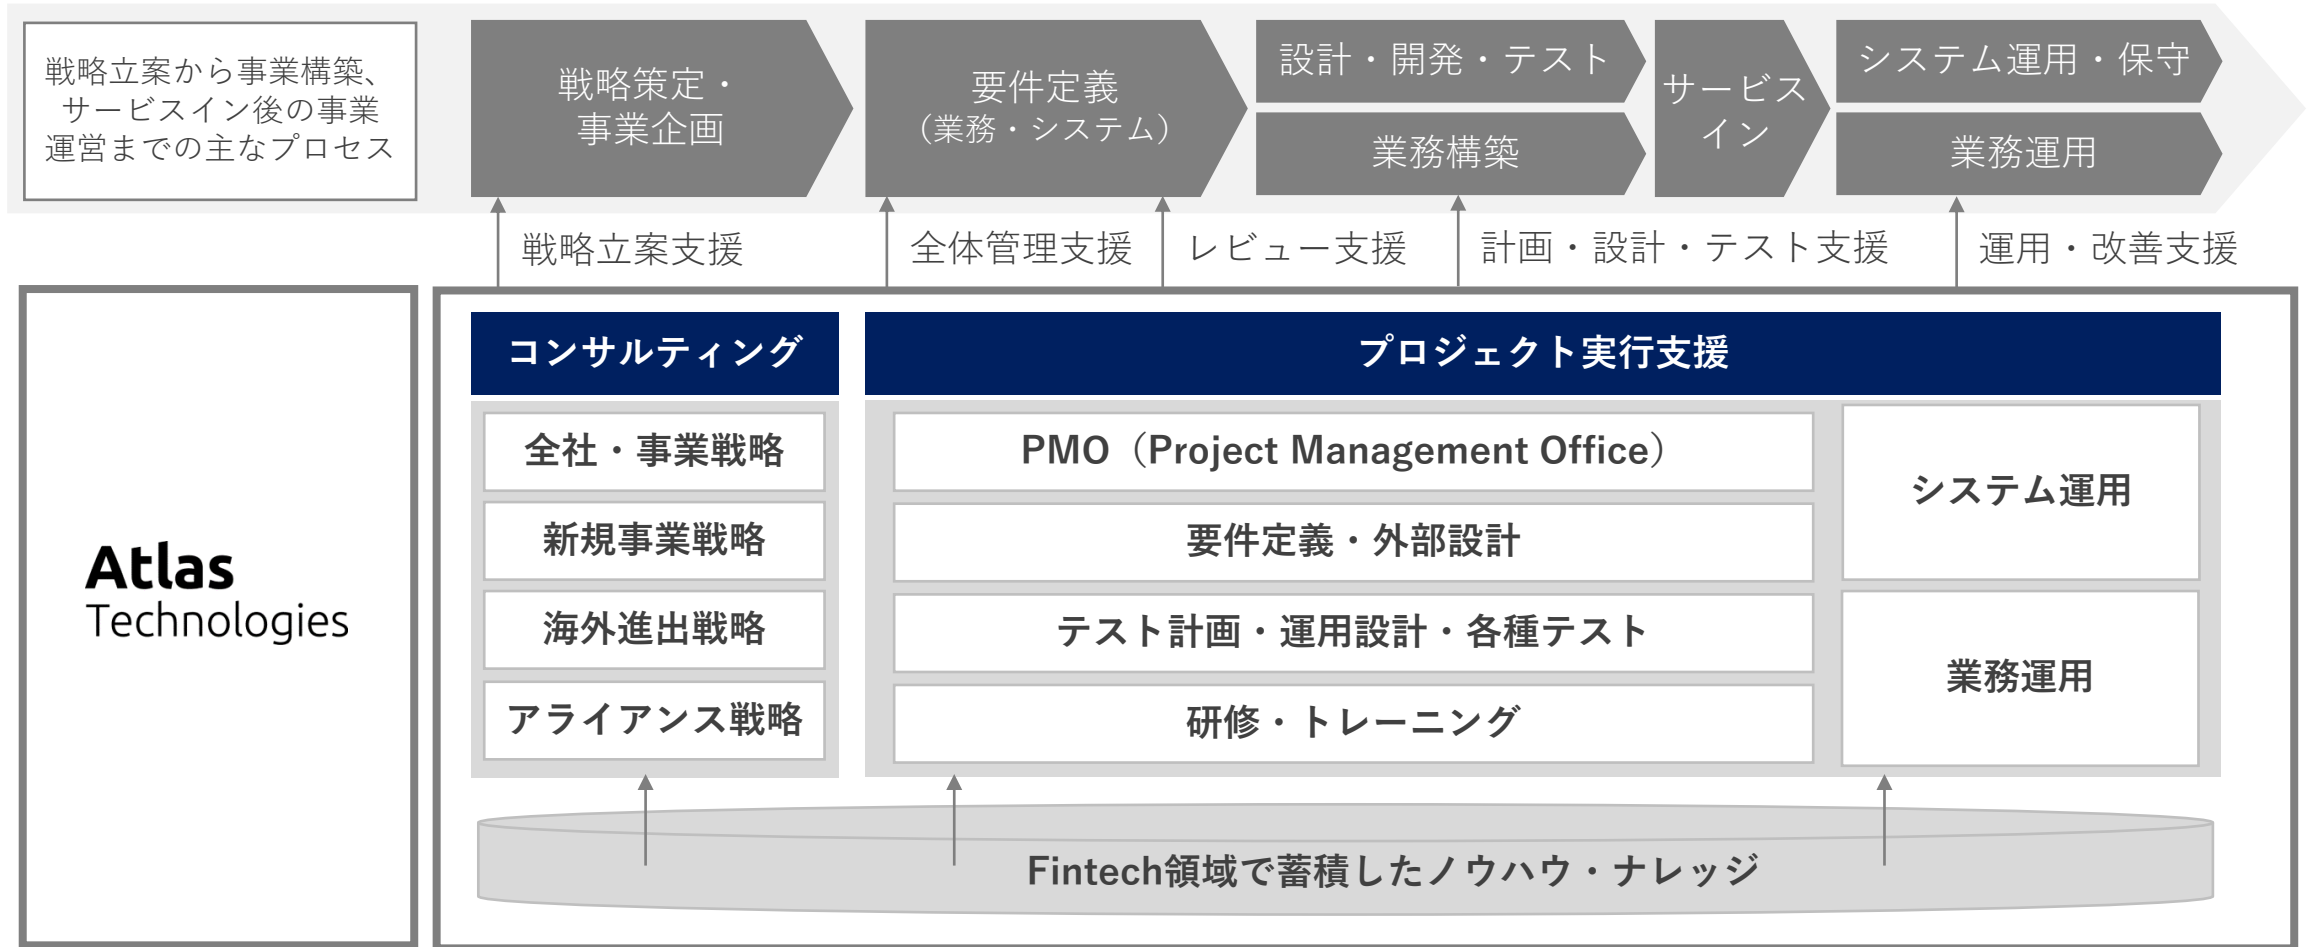 戦略立案から事業構築、
サービスイン後の事業
運営までの主なプロセス
戦略策定・
事業企画
要件定義
（業務・システム）
設計・開発・テスト
業務構築
サービス
イン
システム運用・保守
業務運用
戦略立案支援
全体管理支援
レビュー支援
計画・設計・テスト支援
運用・改善支援
Atlas
Technologies
コンサルティング
全社・事業戦略
新規事業戦略
海外進出戦略
アライアンス戦略
プロジェクト実行支援
PMO（Project Management Office）
要件定義・外部設計
テスト計画・運用設計・各種テスト
研修・トレーニング
システム運用
業務運用
Fintech領域で蓄積したノウハウ・ナレッジ